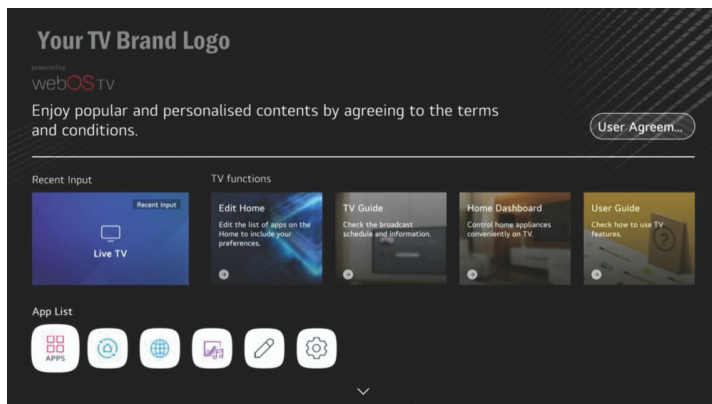 Your TV Brand Logo
powered by
webOS TV
Enjoy popular and personalised contents by agreeing to the terms
and conditions.
User Agreem...
Recent Input
TV functions
Recent Input
Live TV
Edit Home
Edit the list of apps on the
Home to include your
preferences.
TV Guide
Check the broadcast
schedule and information.
Home Dashboard
Control home appliances
conveniently on TV.
User Guide
Check how to use TV
features.
App List
APPS